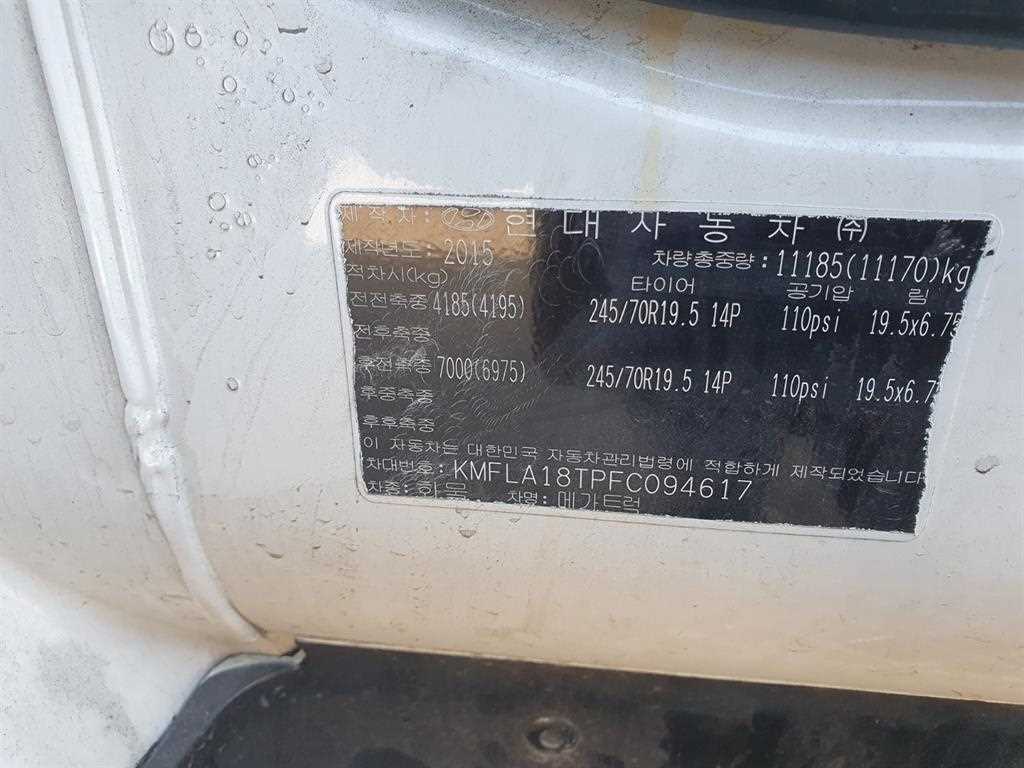 제작자: 현대자동차㈜
제작년도: 2015 차량총중량: 11185(11170)kg
적차시(kg) 타이어 공기압 림
전전축중 4185(4195) 245/70R19.5 14P 110psi 19.5x6.75
전후축중
후전축중 7000(6975) 245/70R19.5 14P 110psi 19.5x6.7
후중축중
후후축중
이 자동차는 대한민국 자동차관리법령에 적합하게 제작되었습니다
차대번호: KMFLA18TPFC094617
차종: 화물 차명: 메가트럭